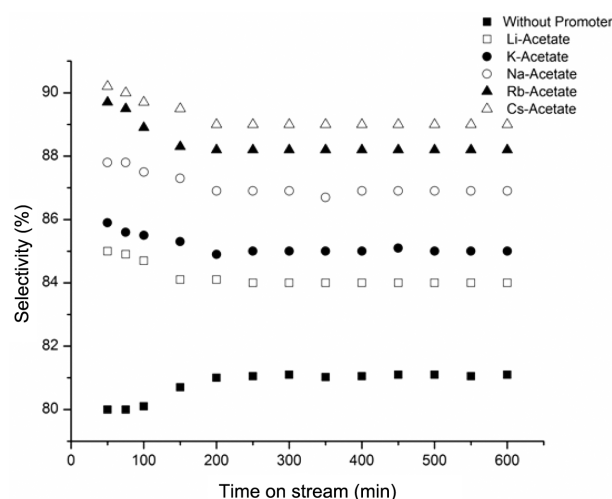 Without Promoter
Li-Acetate
K-Acetate
Na-Acetate
Rb-Acetate
Cs-Acetate
90
88
86
84
82
80
Selectivity (%)
0 100 200 300 400 500 600
Time on stream (min)